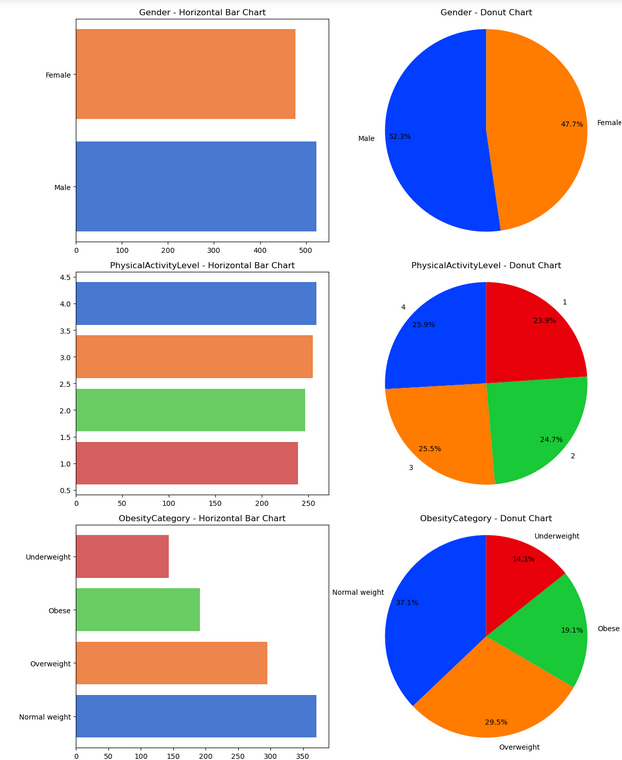 Gender - Horizontal Bar Chart
Female
Male
0 100 200 300 400 500
Gender - Donut Chart
Male
52.3%
47.7%
Female
PhysicalActivityLevel - Horizontal Bar Chart
4.5
4.0
3.5
3.0
2.5
2.0
1.5
1.0
0.5
0 50 100 150 200 250
PhysicalActivityLevel - Donut Chart
4
25.9%
1
23.9%
25.5%
3
24.7%
2
ObesityCategory - Horizontal Bar Chart
Underweight
Obese
Overweight
Normal weight
0 50 100 150 200 250 300 350
ObesityCategory - Donut Chart
Underweight
14.3%
Normal weight
37.1%
19.1%
Obese
29.5%
Overweight